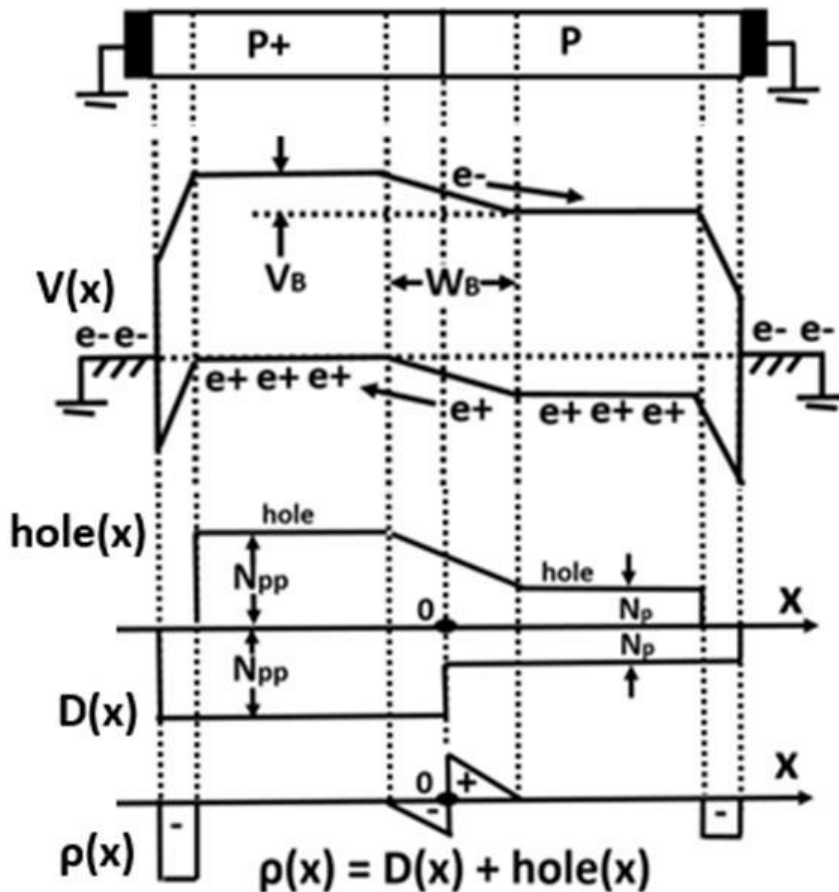 P+ P
e-
V(x) VB WB
e- e- e- e-
e+ e+ e+ e+ e+ e+ e+
hole(x) hole hole
Npp 0 Np X
Npp Np
D(x)
0 + X
- - -
ρ(x) ρ(x) = D(x) + hole(x)